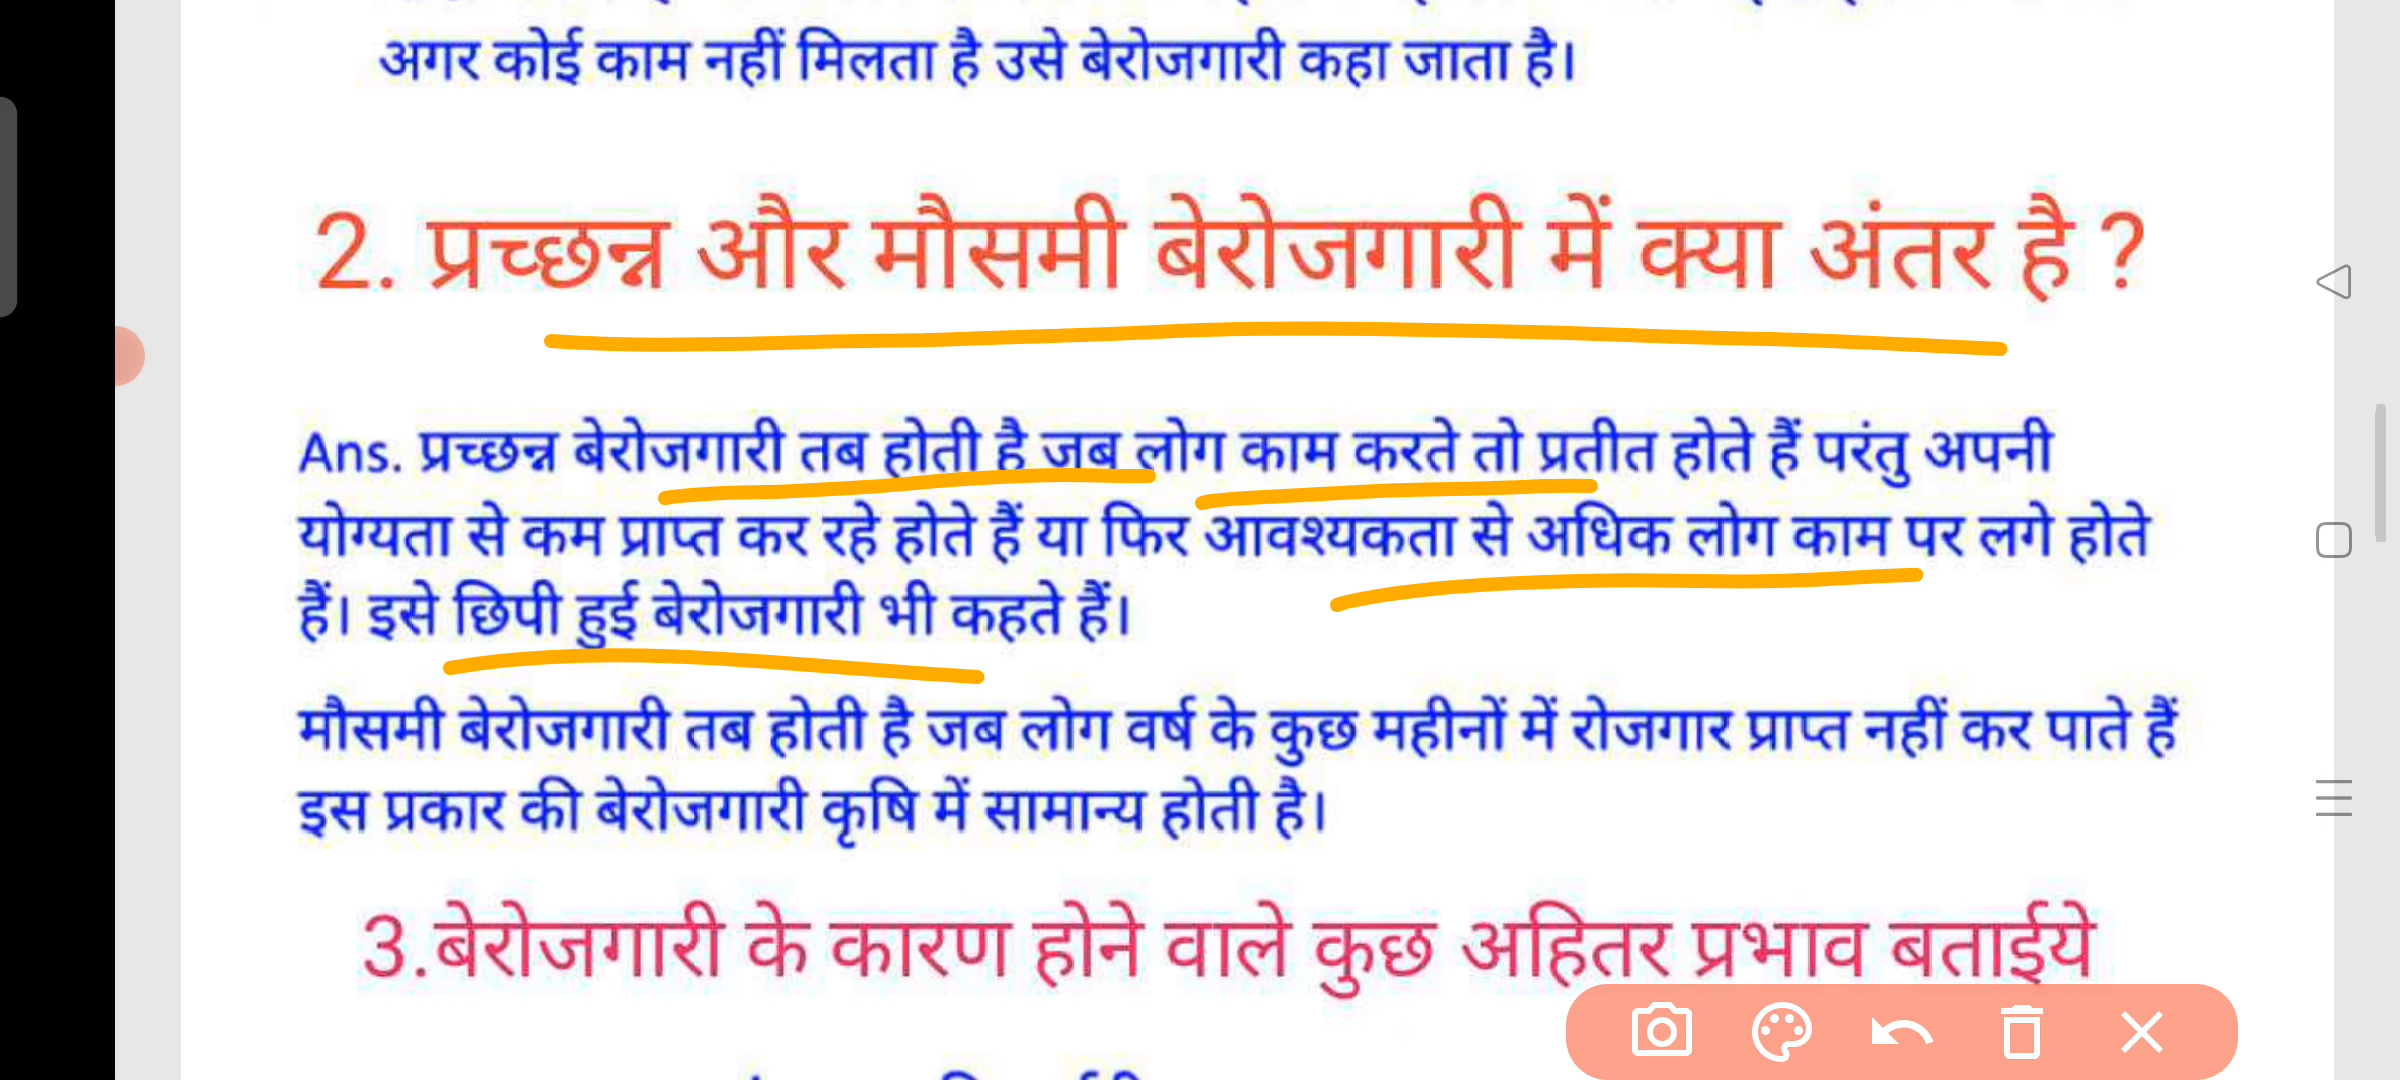 अगर कोई काम नहीं मिलता है उसे बेरोजगारी कहा जाता है।
2. प्रच्छन्न और मौसमी बेरोजगारी में क्या अंतर है ?
Ans. प्रच्छन्न बेरोजगारी तब होती है जब लोग काम करते तो प्रतीत होते हैं परंतु अपनी
योग्यता से कम प्राप्त कर रहे होते हैं या फिर आवश्यकता से अधिक लोग काम पर लगे होते
हैं। इसे छिपी हुई बेरोजगारी भी कहते हैं।
मौसमी बेरोजगारी तब होती है जब लोग वर्ष के कुछ महीनों में रोजगार प्राप्त नहीं कर पाते हैं
इस प्रकार की बेरोजगारी कृषि में सामान्य होती है।
3.बेरोजगारी के कारण होने वाले कुछ अहितर प्रभाव बताईये